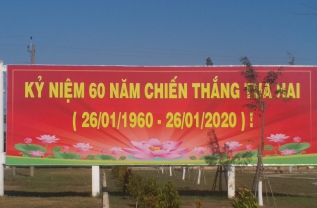 KỶ NIỆM 60 NĂM CHIẾN THẮNG TUA HAI
( 26/01/1960 - 26/01/2020 ) !